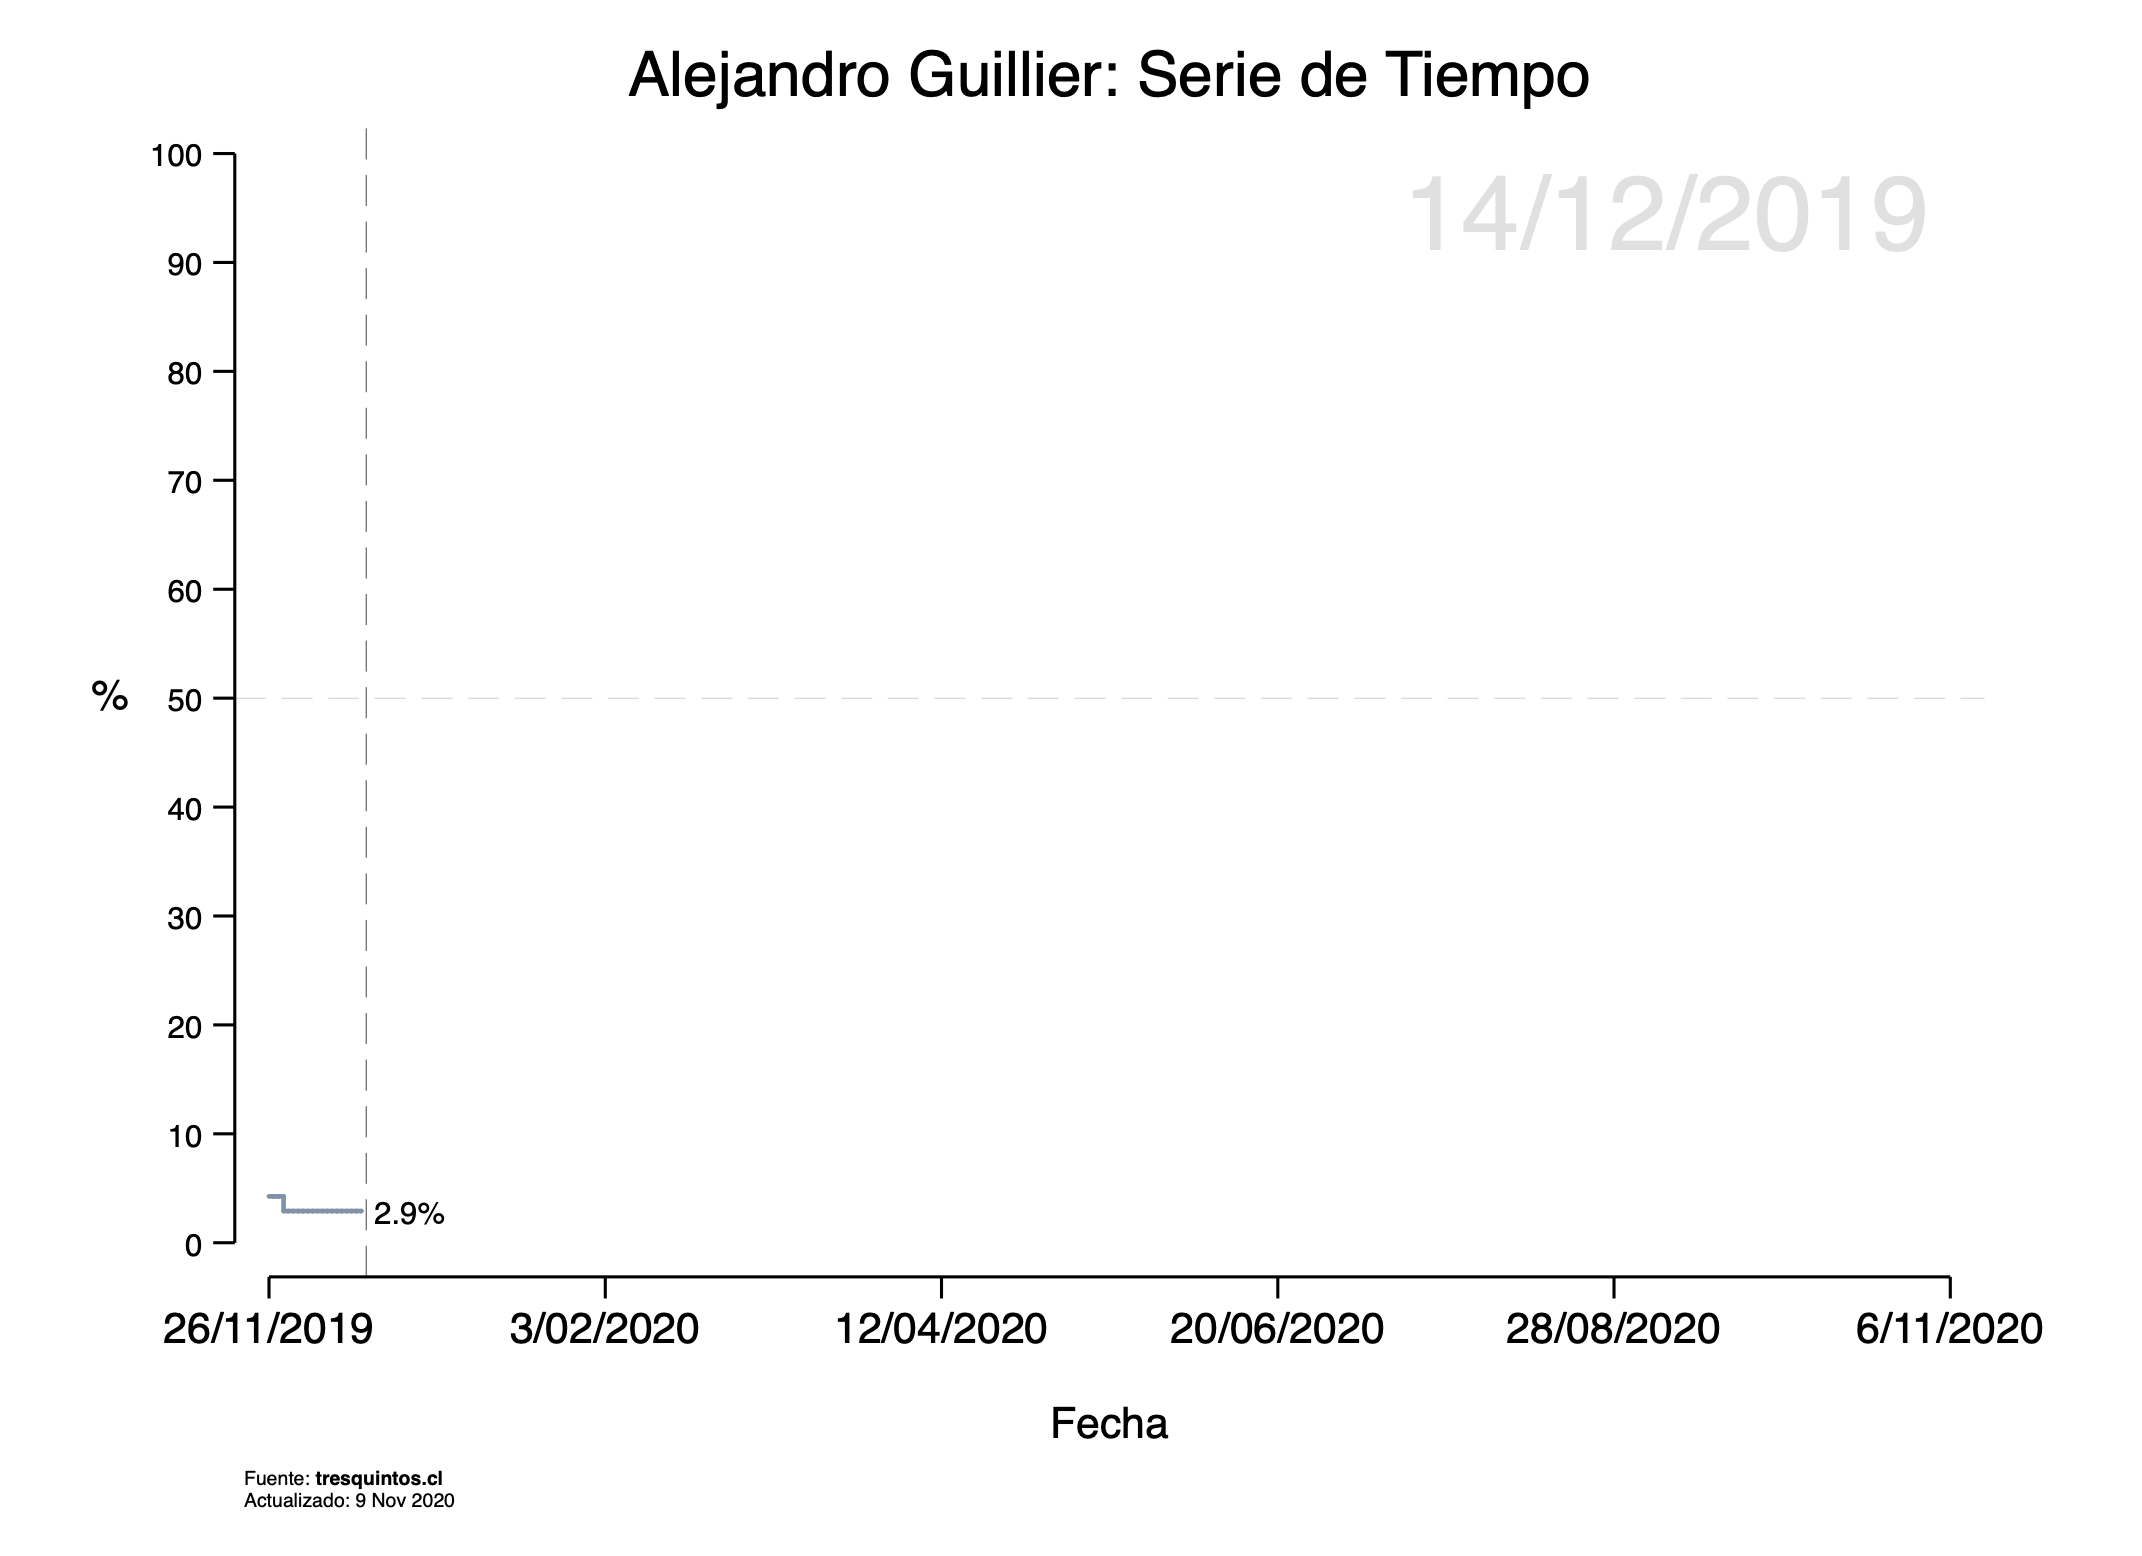 Alejandro Guillier: Serie de Tiempo
14/12/2019
100
90
80
70
60
50
40
30
20
10
0
%
2.9%
26/11/2019 3/02/2020 12/04/2020 20/06/2020 28/08/2020 6/11/2020
Fecha
Fuente: tresquintos.cl
Actualizado: 9 Nov 2020